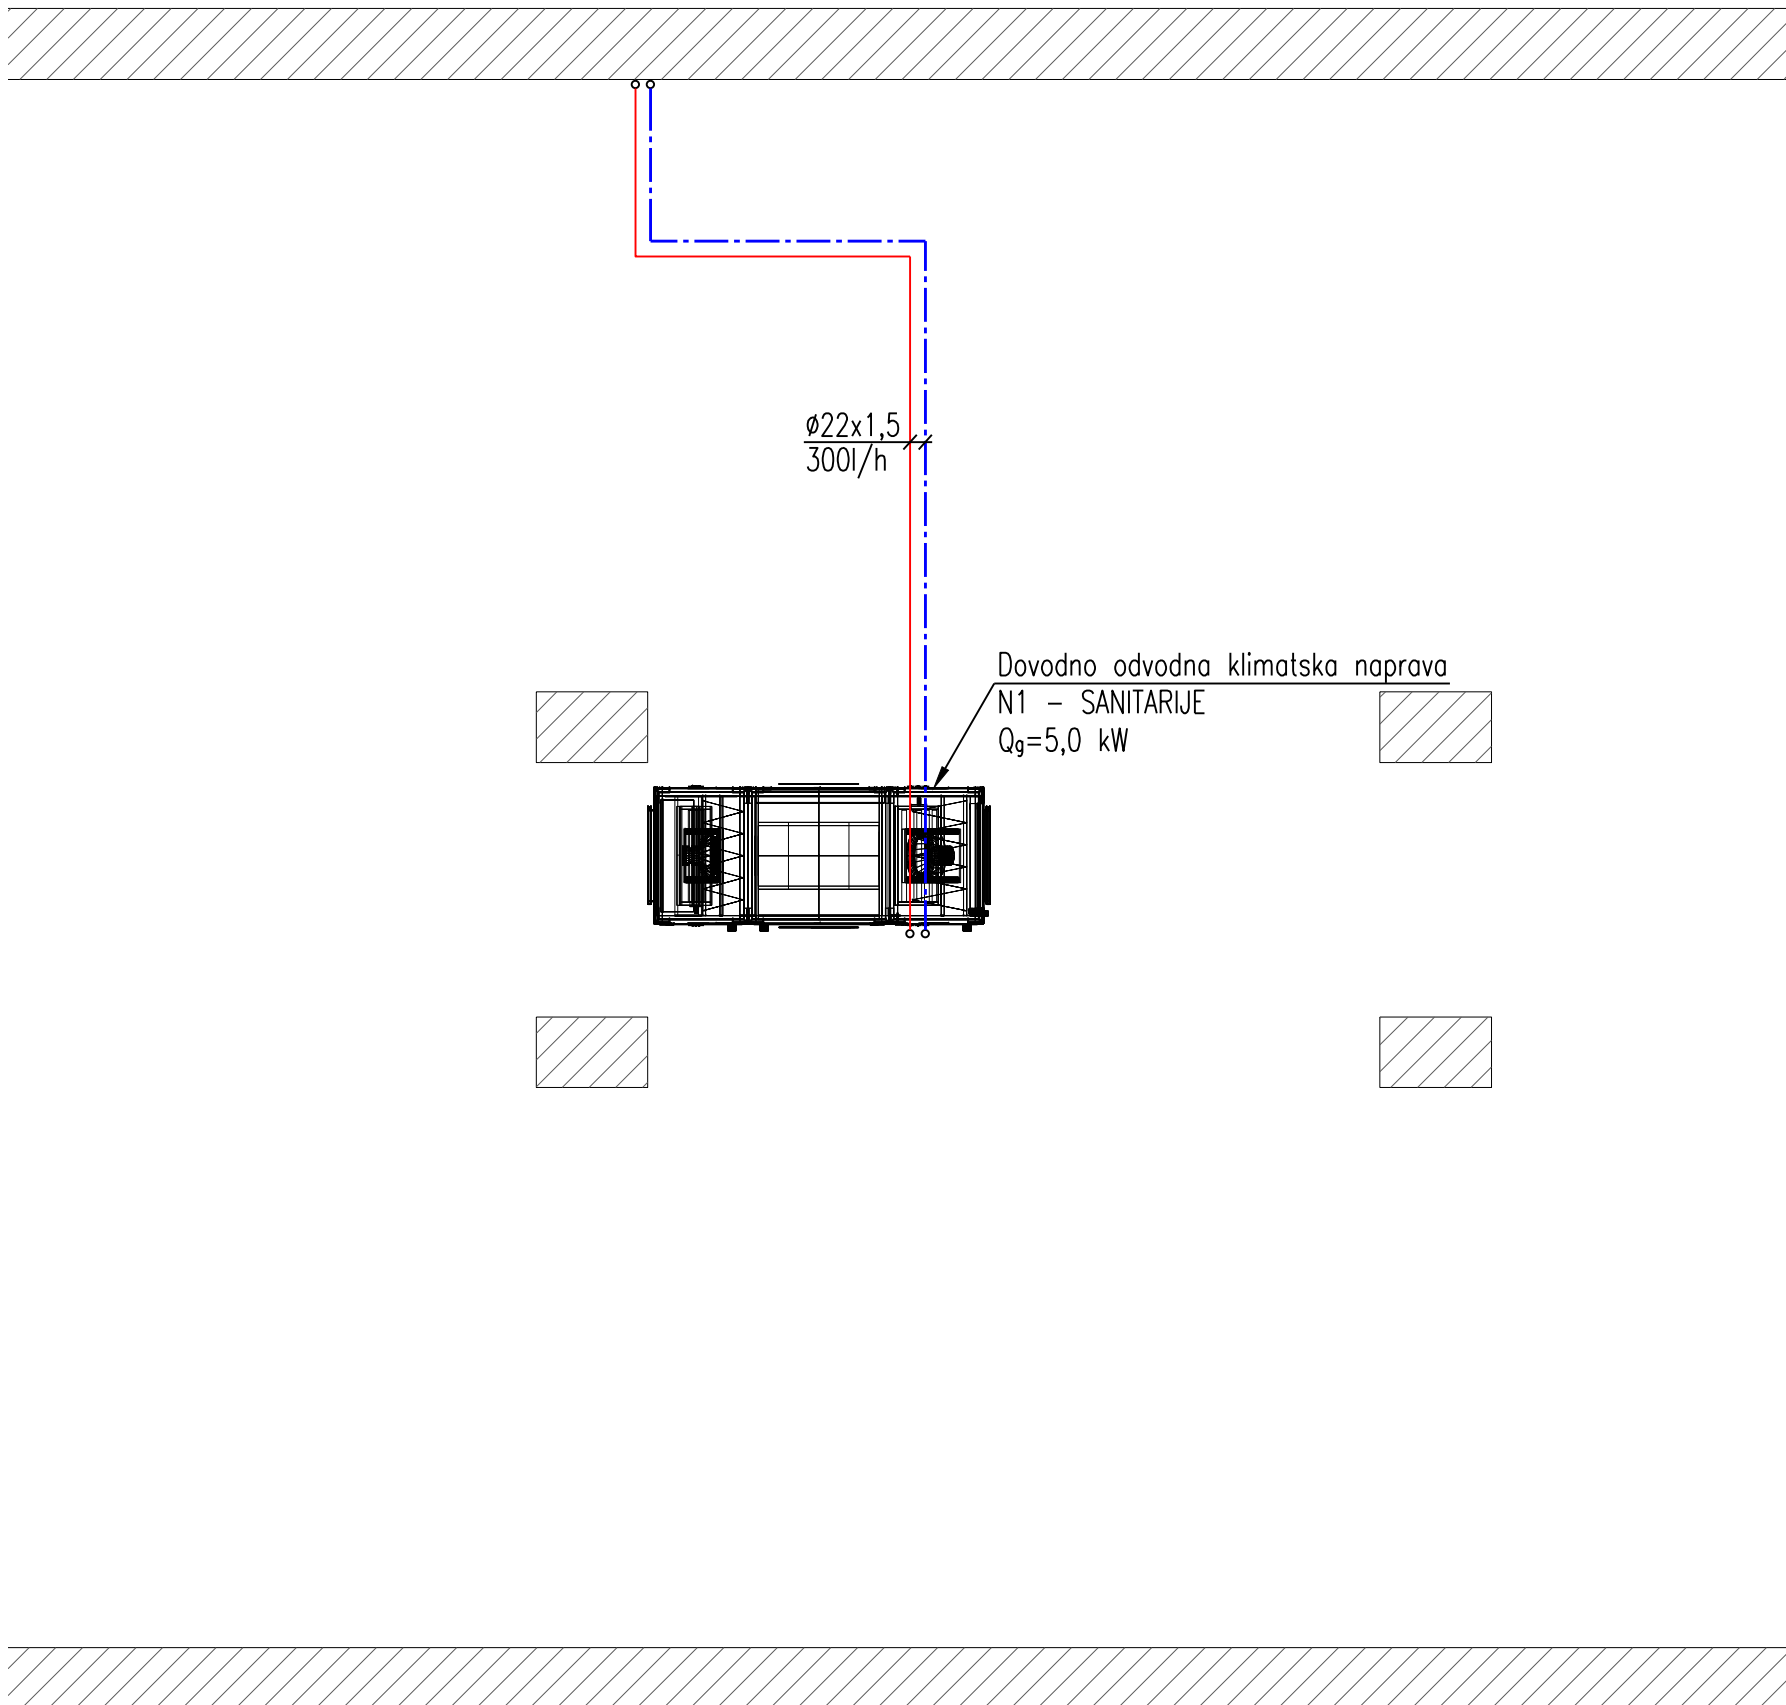 ø22x1,5
300l/h
Dovodno odvodna klimatska naprava
N1 - SANITARIJE
Qg=5,0 kW